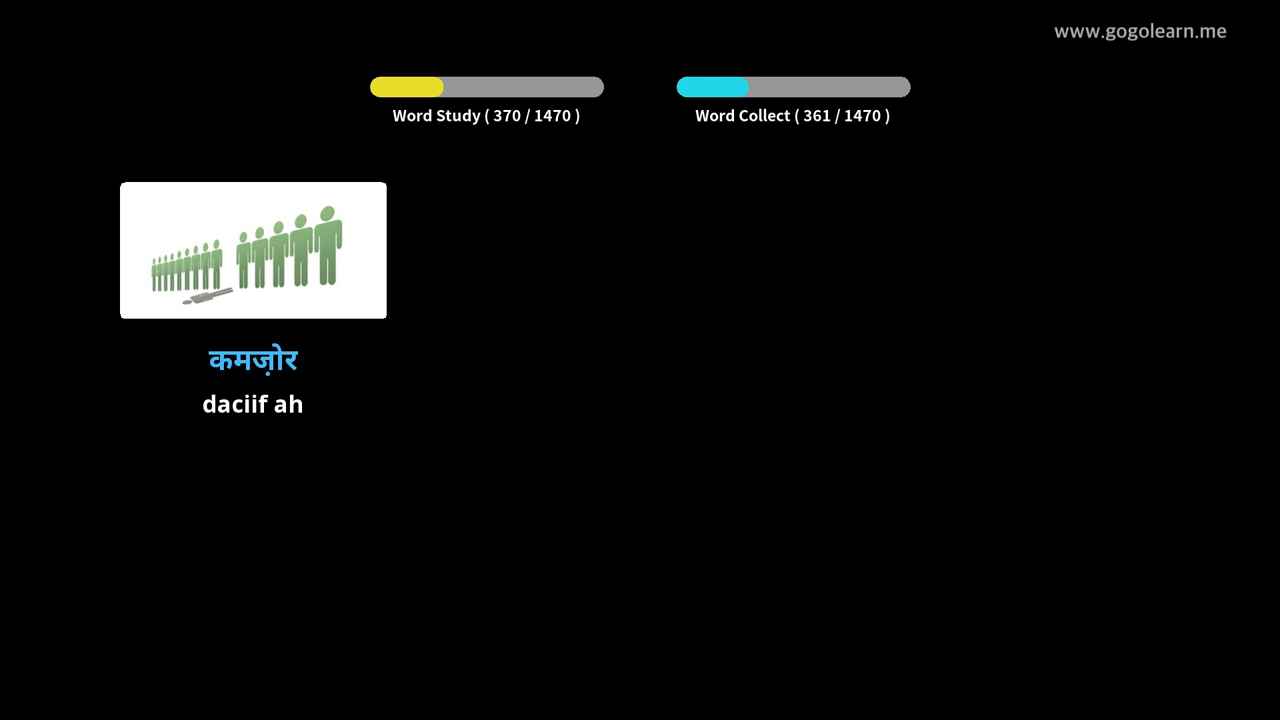 www.gogolearn.me
Word Study ( 370 / 1470 )
Word Collect ( 361 / 1470 )
कमज़ोर
daciif ah